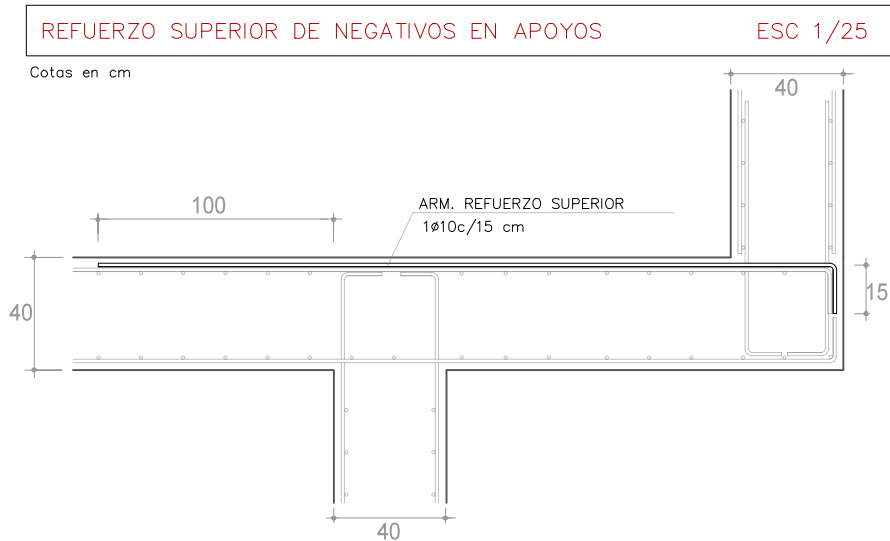 REFUERZO SUPERIOR DE NEGATIVOS EN APOYOS ESC 1/25
Cotas en cm
40
100
ARM. REFUERZO SUPERIOR
1ø10c/15 cm
40
15
40